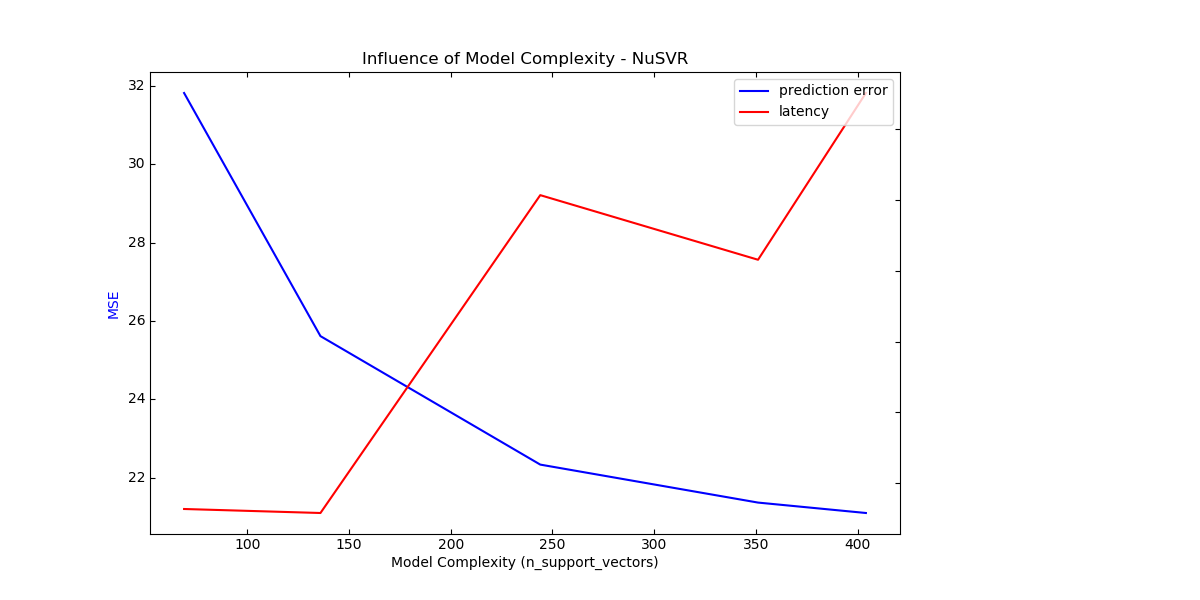 Influence of Model Complexity - NuSVR
prediction error
latency
32
30
28
26
24
22
MSE
100 150 200 250 300 350 400
Model Complexity (n_support_vectors)